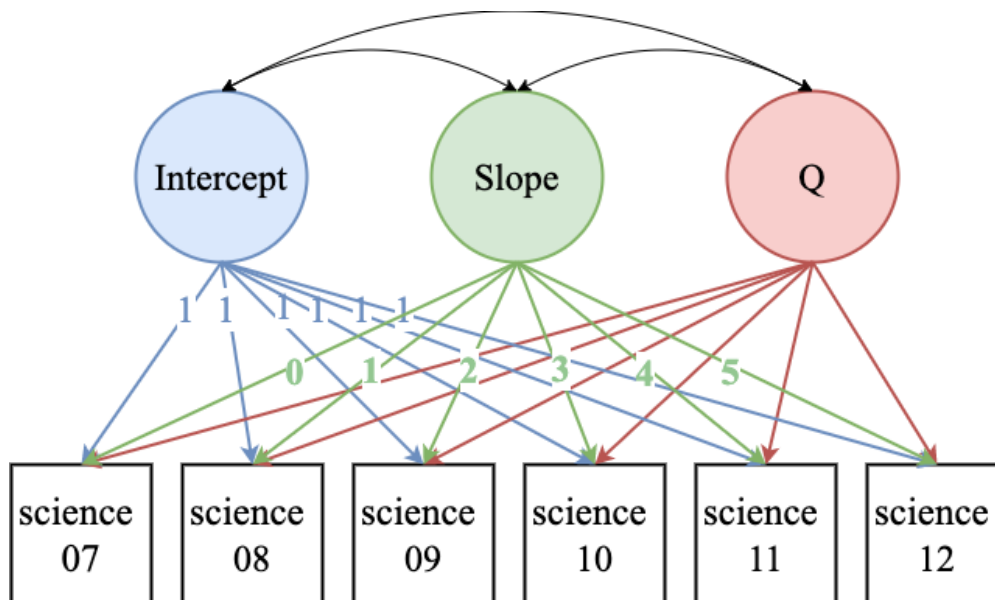 Intercept Slope Q
1 1 1 1 1 1
0 1 2 3 4 5
science science science science science science
07 08 09 10 11 12